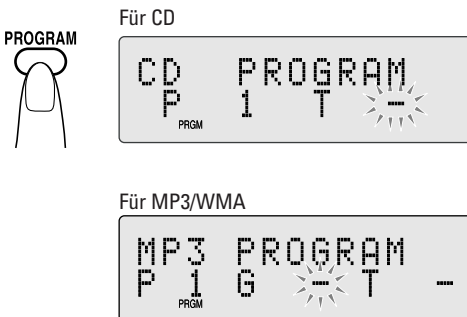 Für CD
PROGRAM
CD PROGRAM
P 1 T -
PRGM
Für MP3/WMA
MP3 PROGRAM
P 1 G - T -
PRGM